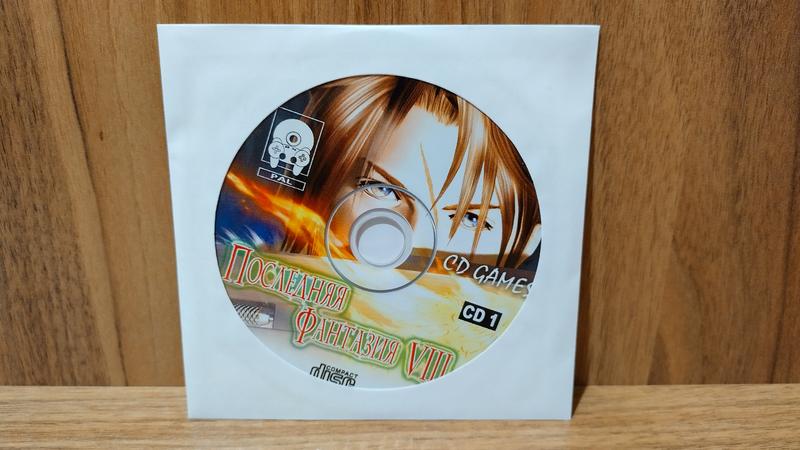 PAL
CD GAMES
CD 1
ПОСЛЕДНЯЯ
ФАНТАЗИЯ VIII
COMPACT
disc